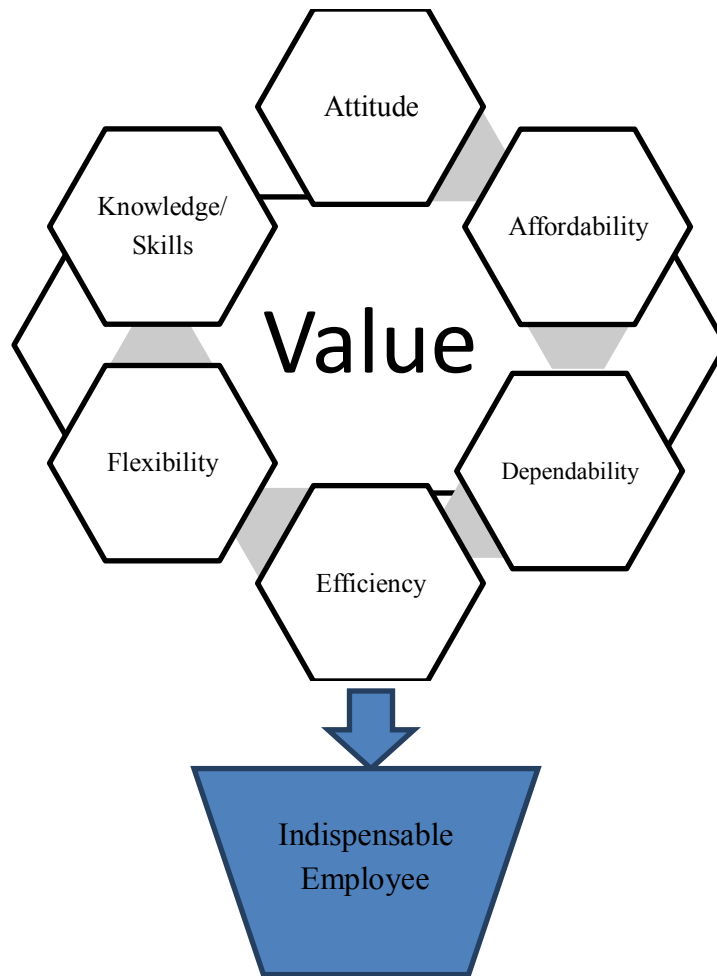 Attitude
Knowledge/
Skills
Affordability
Value
Flexibility
Dependability
Efficiency
Indispensable
Employee